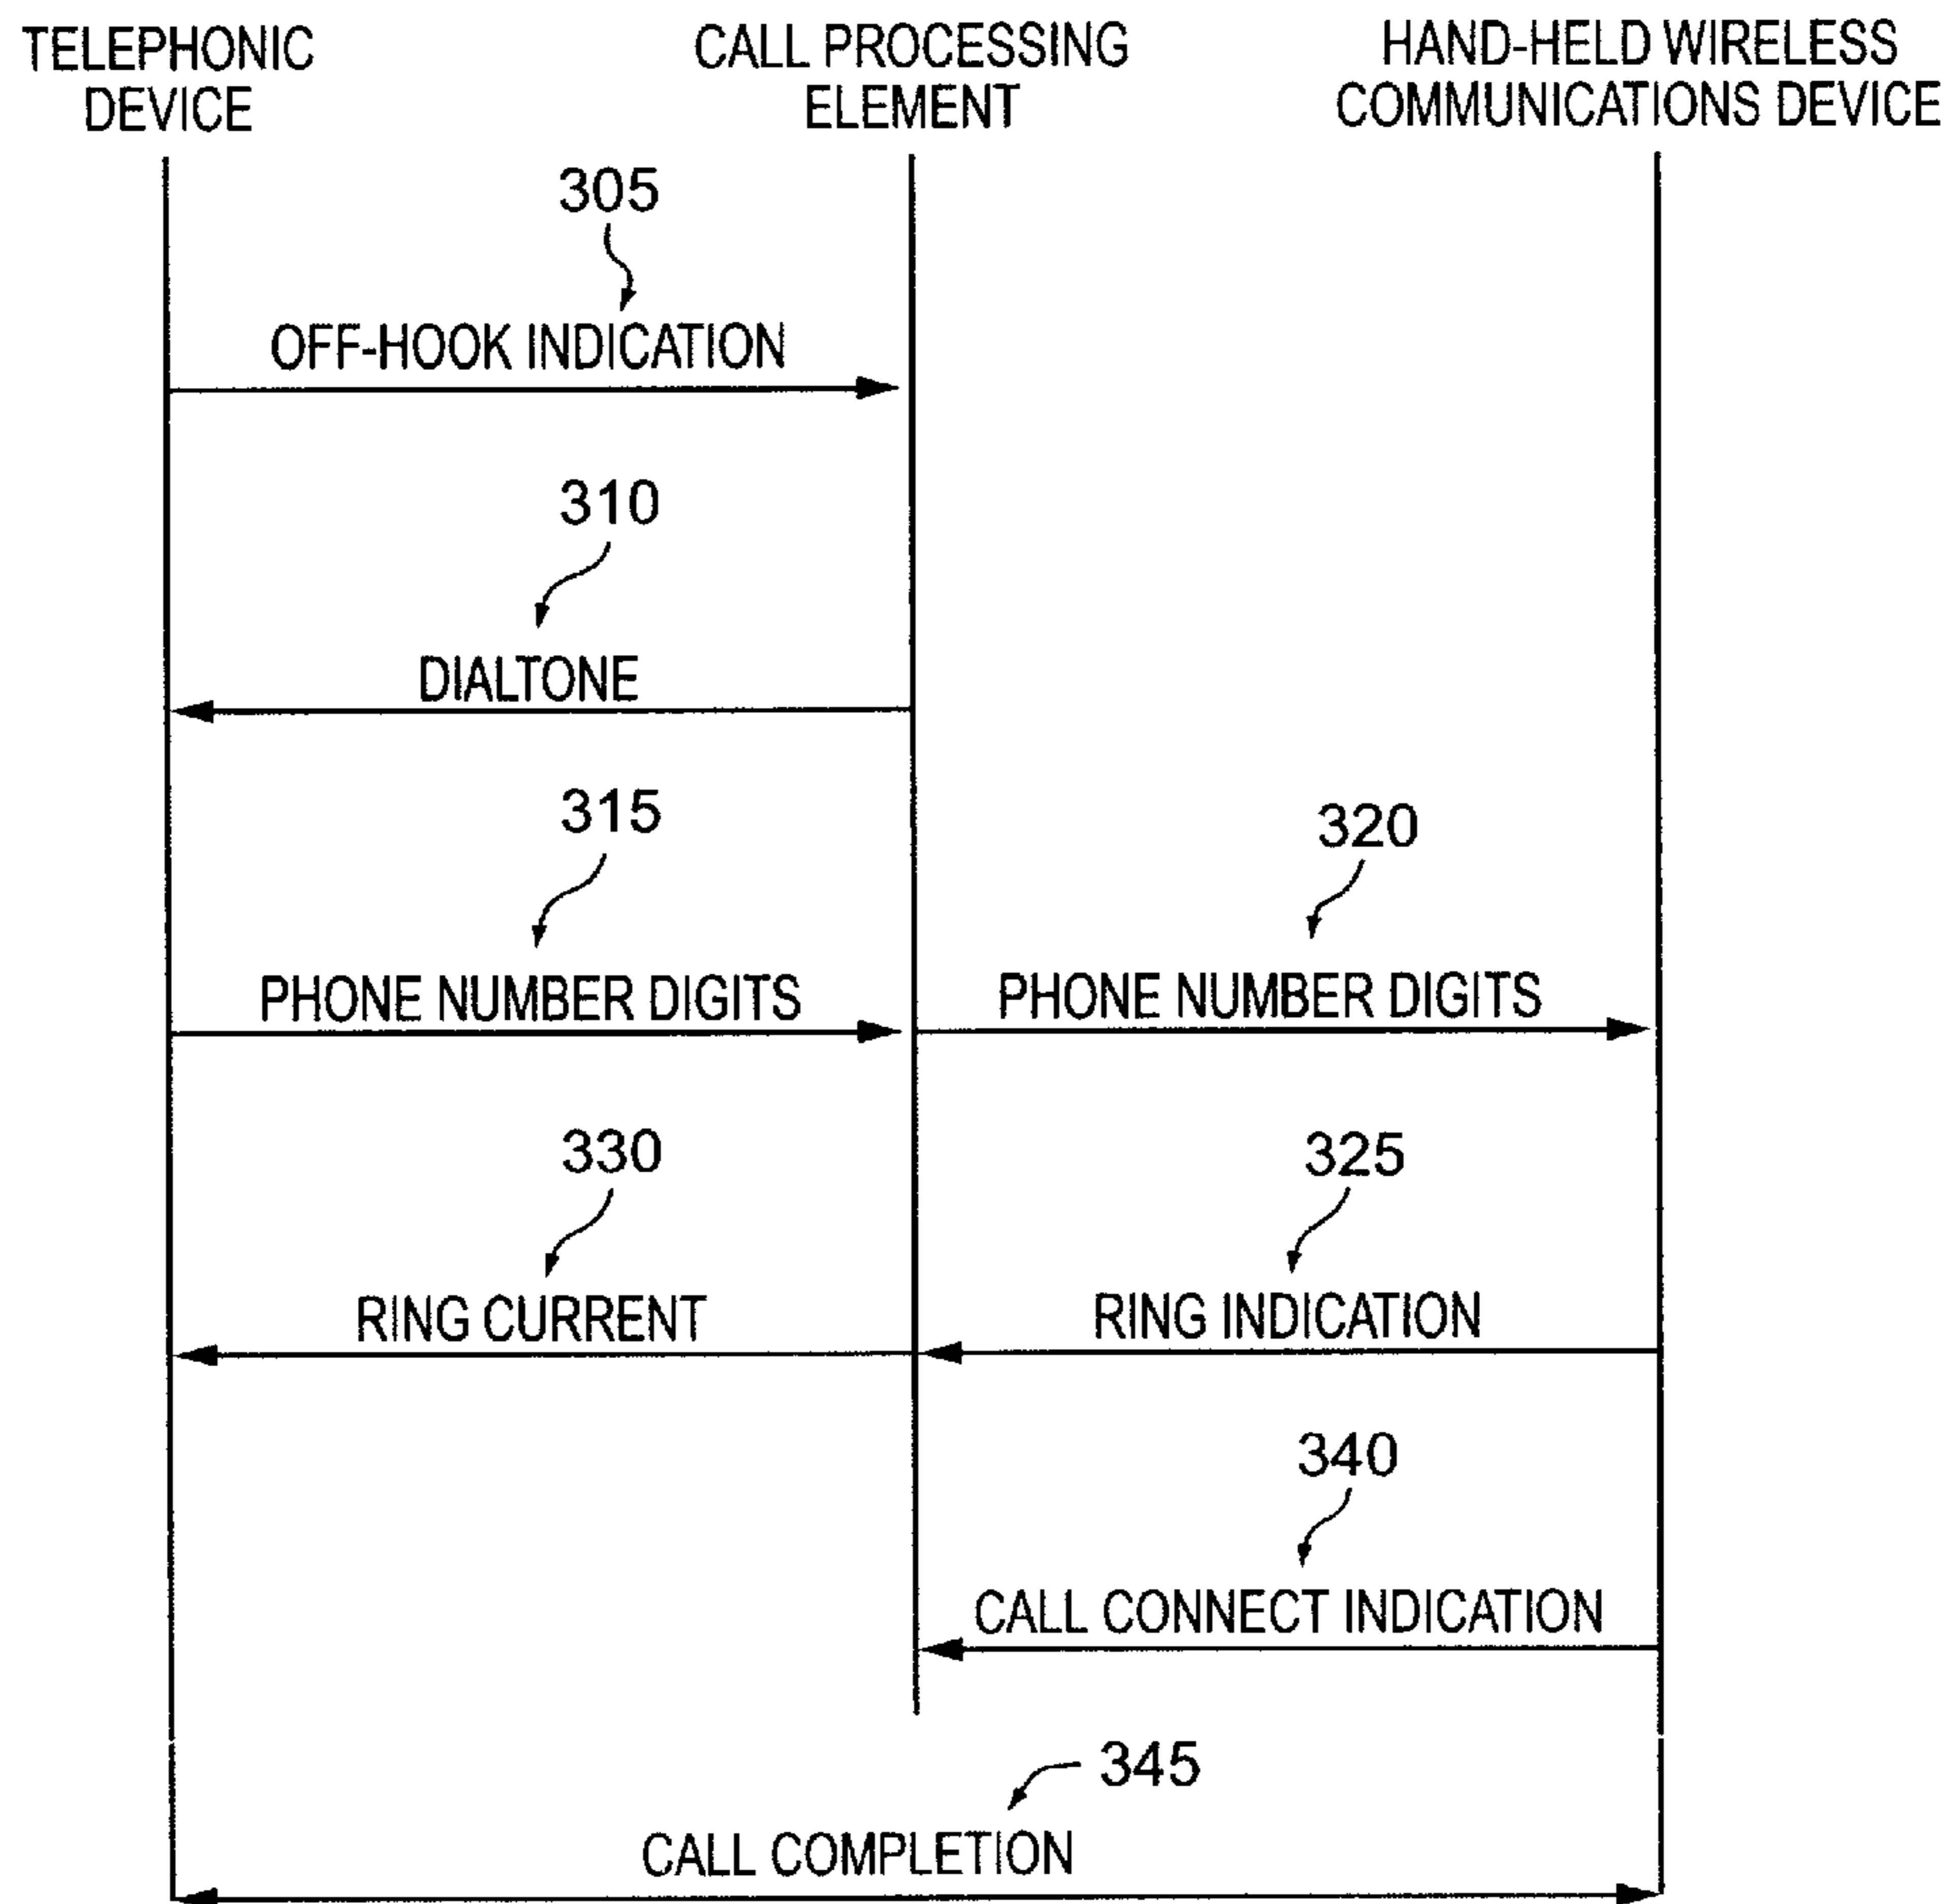 TELEPHONIC
DEVICE
CALL PROCESSING
ELEMENT
HAND-HELD WIRELESS
COMMUNICATIONS DEVICE
305
OFF-HOOK INDICATION
310
DIALTONE
315
320
PHONE NUMBER DIGITS
PHONE NUMBER DIGITS
330
325
RING CURRENT
RING INDICATION
340
CALL CONNECT INDICATION
345
CALL COMPLETION